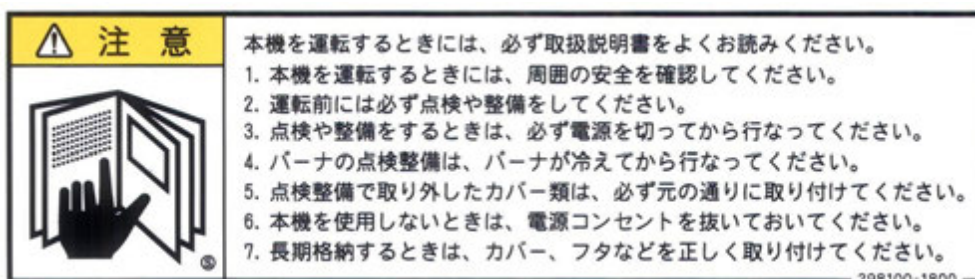 注意
本機を運転するときには、必ず取扱説明書をよくお読みください。
1. 本機を運転するときには、周囲の安全を確認してください。
2. 運転前には必ず点検や整備をしてください。
3. 点検や整備をするときは、必ず電源を切ってから行なってください。
4. バーナの点検整備は、バーナが冷えてから行なってください。
5. 点検整備で取り外したカバー類は、必ず元の通りに取り付けてください。
6. 本機を使用しないときは、電源コンセントを抜いておいてください。
7. 長期格納するときは、カバー、フタなどを正しく取り付けてください。